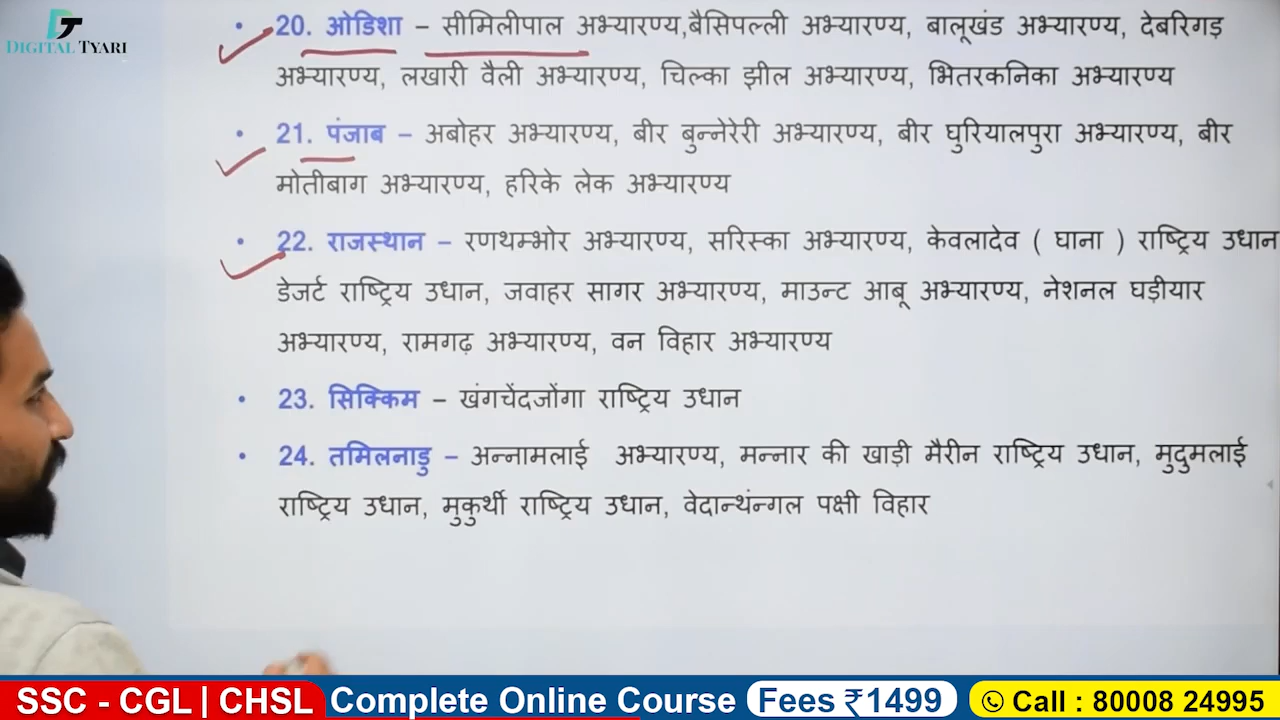 DIGITAL TYARI
• 20. ओडिशा – सीमिलीपाल अभ्यारण्य,बैसिपल्ली अभ्यारण्य, बालूखंड अभ्यारण्य, देबरिगड़
अभ्यारण्य, लखारी वैली अभ्यारण्य, चिल्का झील अभ्यारण्य, भितरकनिका अभ्यारण्य
• 21. पंजाब – अबोहर अभ्यारण्य, बीर बुन्नेरेरी अभ्यारण्य, बीर घुरियालपुरा अभ्यारण्य, बीर
मोतीबाग अभ्यारण्य, हरिके लेक अभ्यारण्य
• 22. राजस्थान – रणथम्भोर अभ्यारण्य, सरिस्का अभ्यारण्य, केवलादेव ( घाना ) राष्ट्रिय उधान
डेजर्ट राष्ट्रिय उधान, जवाहर सागर अभ्यारण्य, माउन्ट आबू अभ्यारण्य, नेशनल घड़ीयार
अभ्यारण्य, रामगढ़ अभ्यारण्य, वन विहार अभ्यारण्य
• 23. सिक्किम – खंगचेंदजोंगा राष्ट्रिय उधान
• 24. तमिलनाडु – अन्नामलाई अभ्यारण्य, मन्नार की खाड़ी मैरीन राष्ट्रिय उधान, मुदुमलाई
राष्ट्रिय उधान, मुकुर्थी राष्ट्रिय उधान, वेदान्थंन्गल पक्षी विहार
SSC - CGL | CHSL Complete Online Course Fees ₹1499 Call : 80008 24995